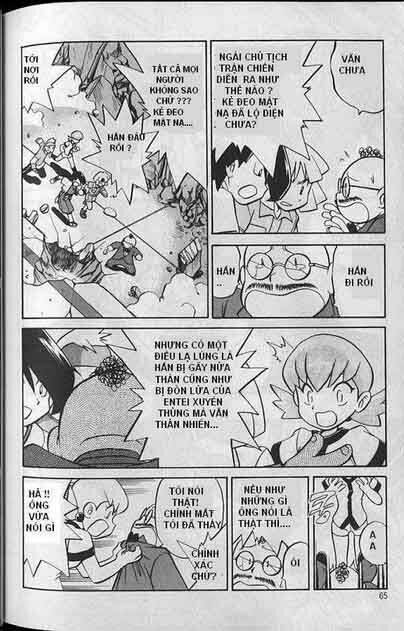 VẪN
CHƯA
NGÀI CHỦ TỊCH
TRẬN CHIẾN
DIỆN RA NHƯ
THẾ NÀO ?
KẺ ĐEO MẶT
NẠ ĐÃ LỘ DIỆN
CHƯA?
TẤT CẢ MỌI
NGƯỜI
KHÔNG SAO
CHỨ ???
KẺ ĐEO
MẶT NẠ....
HẮN ĐÂU
RỒI ?
TỚI
NƠI
RỒI
HẮN
..
HẮN
ĐI RỒI
NHƯNG CÓ MỘT
ĐIỀU LẠ LÙNG LÀ
HẮN BỊ GÃY NỬA
THÂN CŨNG NHƯ
BỊ ĐÒN LỬA CỦA
ENTEI XUYÊN
THỦNG MÀ VẪN
THẢN NHIÊN...
A
A
NẾU NHƯ
NHỮNG GÌ
ÔNG NÓI LÀ
THẬT THÌ....
ÔI
TÔI NÓI
THẬT!
CHÍNH MẮT
TÔI ĐÃ THẤY
CHÍNH
XÁC
CHỨ?
HẢ !!
ÔNG
VỪA
NÓI GÌ
65